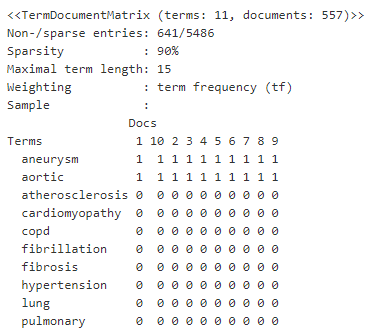 <<TermDocumentMatrix (terms: 11, documents: 557)>>
Non-/sparse entries: 641/5486
Sparsity           : 90%
Maximal term length: 15
Weighting          : term frequency (tf)
Sample             :
                Docs
Terms            1 10 2 3 4 5 6 7 8 9
  aneurysm       1  1 1 1 1 1 1 1 1 1
  aortic         1  1 1 1 1 1 1 1 1 1
  atherosclerosis 0  0 0 0 0 0 0 0 0 0
  cardiomyopathy 0  0 0 0 0 0 0 0 0 0
  copd           0  0 0 0 0 0 0 0 0 0
  fibrillation   0  0 0 0 0 0 0 0 0 0
  fibrosis       0  0 0 0 0 0 0 0 0 0
  hypertension   0  0 0 0 0 0 0 0 0 0
  lung           0  0 0 0 0 0 0 0 0 0
  pulmonary      0  0 0 0 0 0 0 0 0 0